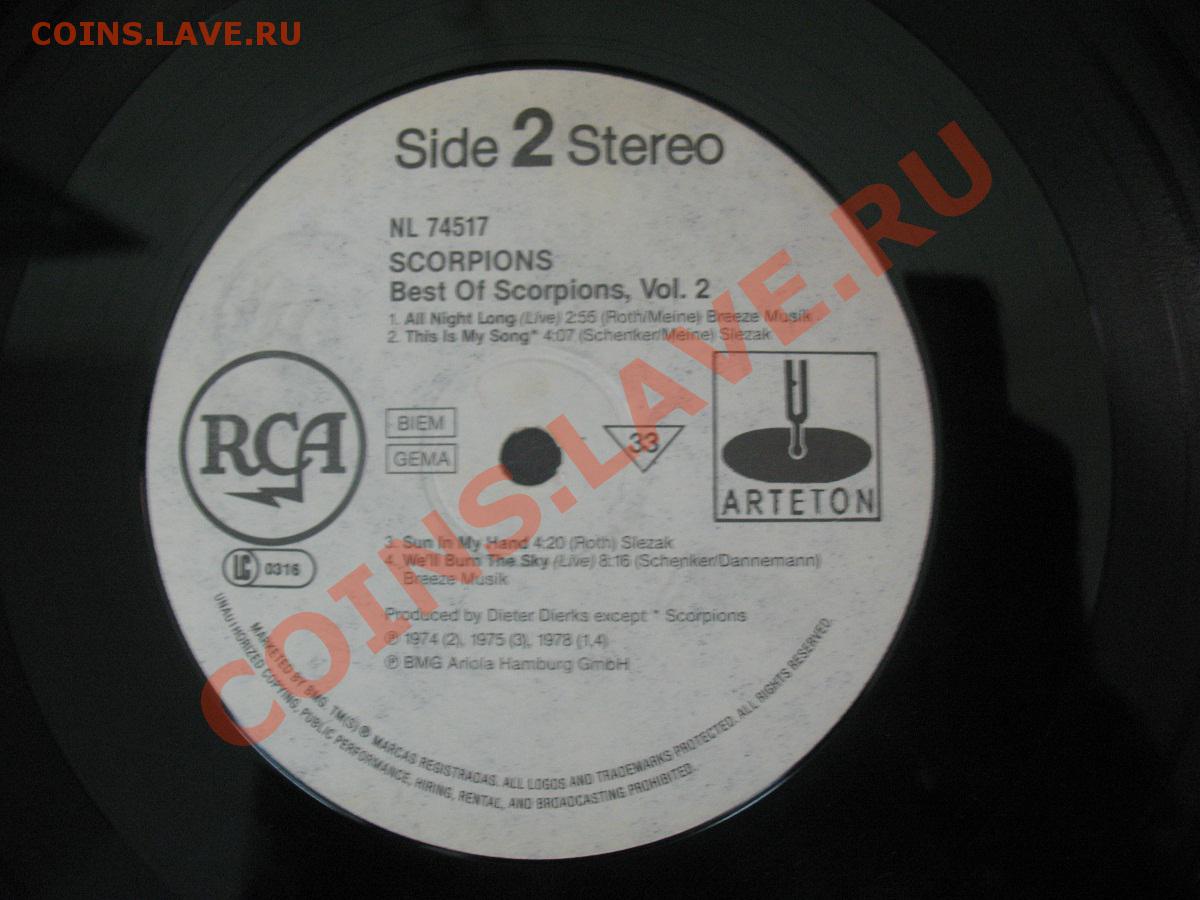 COINS.LAVE.RU
Side 2 Stereo
NL 74517
SCORPIONS
Best Of Scorpions, Vol. 2
1. All Night Long (Live) 2:55 (Roth/Meine) Breeze Musik
2. This Is My Song* 4:07 (Schenker/Meine) Slezak
RCA
BIEM
GEMA
33
ARTETON
LC 0316
3. Sun In My Hand 4:20 (Roth) Slezak
4. We'll Burn The Sky (Live) 8:16 (Schenker/Dannemann)
Breeze Musik
Produced by Dieter Dierks except * Scorpions
℗ 1974 (2), 1975 (3), 1978 (1,4)
℗ BMG Ariola Hamburg GmbH
MARKETED BY BMG. TM(S) ® MARCAS REGISTRADAS. ALL LOGOS AND TRADEMARKS PROTECTED. ALL RIGHTS RESERVED.
UNAUTHORIZED COPYING, PUBLIC PERFORMANCE, HIRING, RENTAL, AND BROADCASTING PROHIBITED.
COINS.LAVE.RU